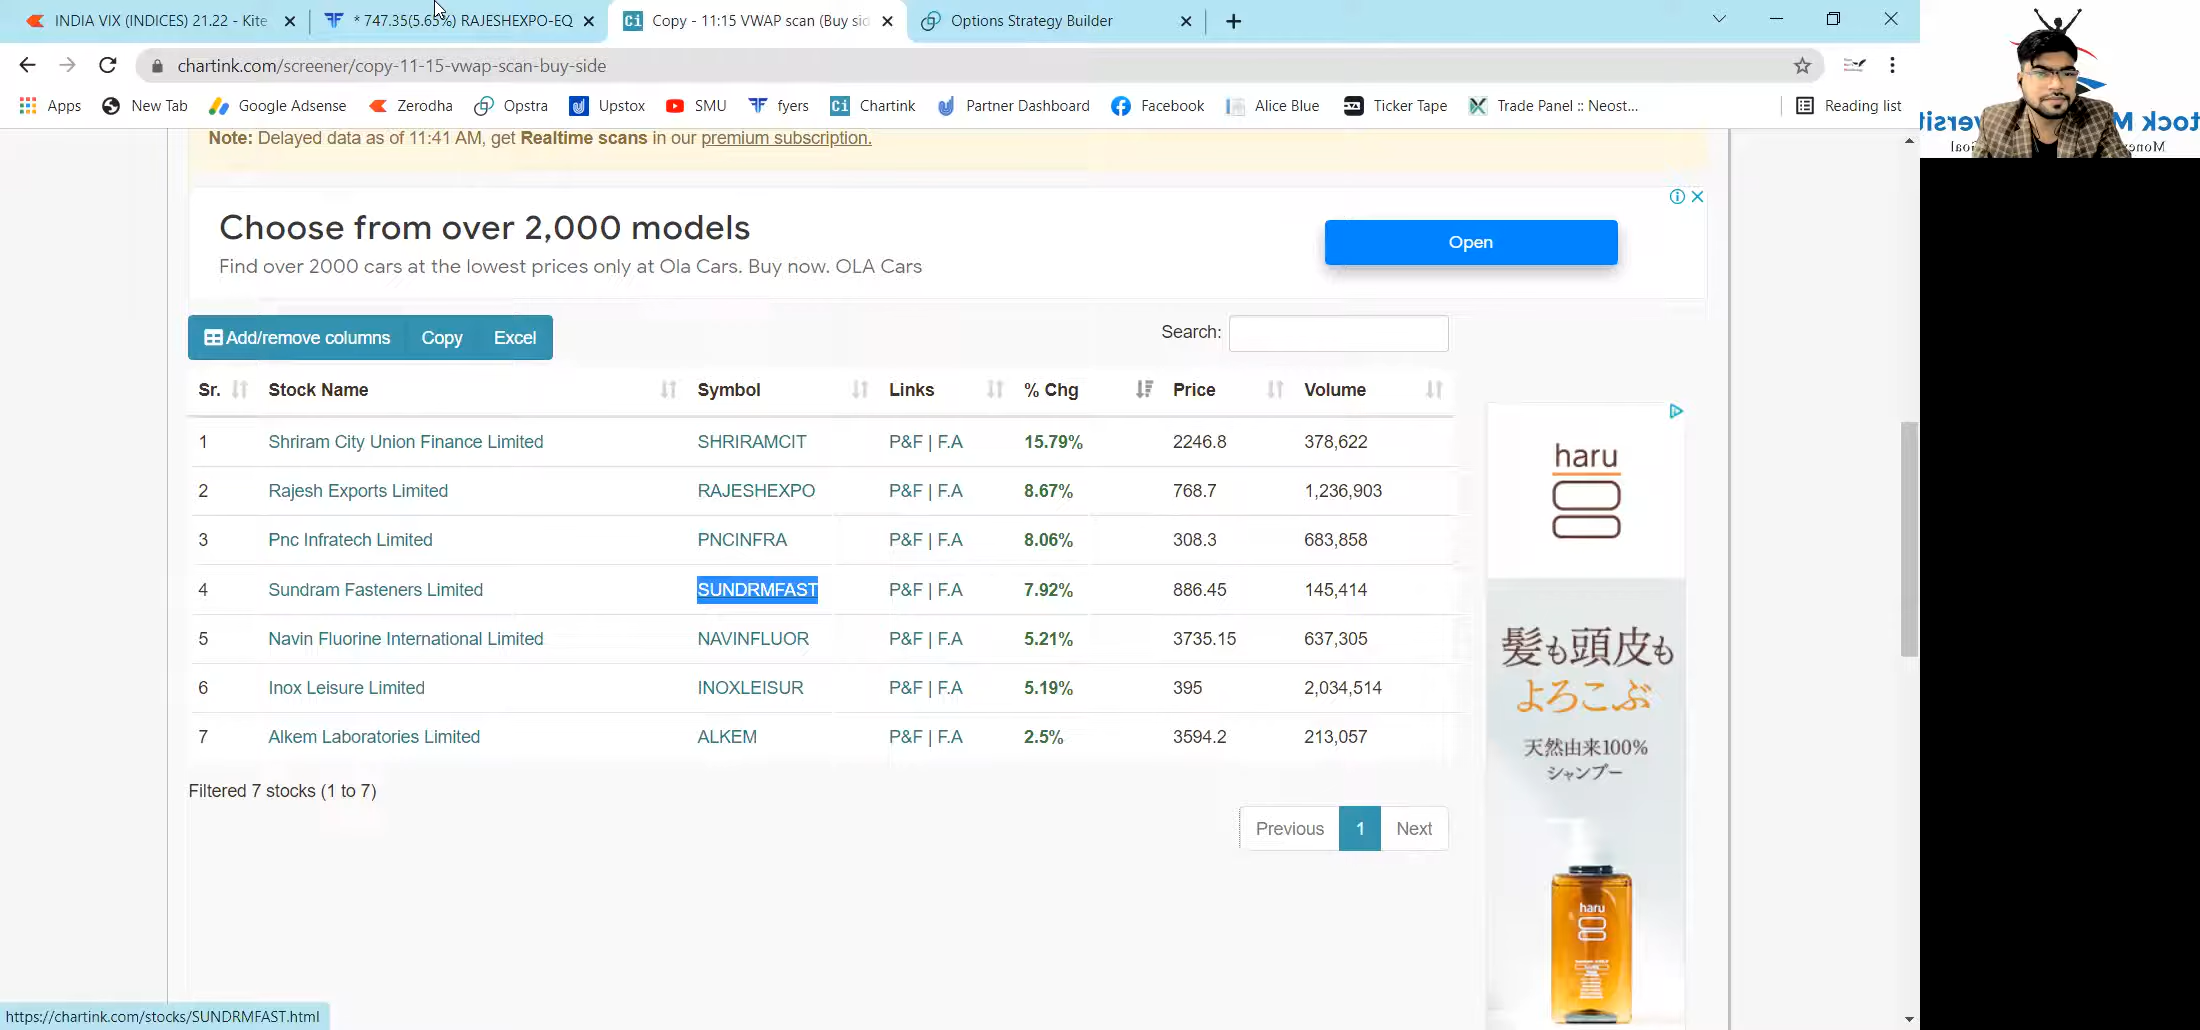 INDIA VIX (INDICES) 21.22 - Kite
* 747.35(5.65%) RAJESHEXPO-EQ
Copy - 11:15 VWAP scan (Buy sid
Options Strategy Builder
chartink.com/screener/copy-11-15-vwap-scan-buy-side
Apps New Tab Google Adsense Zerodha Opstra Upstox SMU fyers Chartink Partner Dashboard Facebook Alice Blue Ticker Tape Trade Panel :: Neost... Reading list
Note: Delayed data as of 11:41 AM, get Realtime scans in our premium subscription.
Choose from over 2,000 models
Find over 2000 cars at the lowest prices only at Ola Cars. Buy now. OLA Cars
Open
Add/remove columns Copy Excel
Search:
Sr. Stock Name Symbol Links % Chg Price Volume
1 Shriram City Union Finance Limited SHRIRAMCIT P&F | F.A 15.79% 2246.8 378,622
2 Rajesh Exports Limited RAJESHEXPO P&F | F.A 8.67% 768.7 1,236,903
3 Pnc Infratech Limited PNCINFRA P&F | F.A 8.06% 308.3 683,858
4 Sundram Fasteners Limited SUNDRMFAST P&F | F.A 7.92% 886.45 145,414
5 Navin Fluorine International Limited NAVINFLUOR P&F | F.A 5.21% 3735.15 637,305
6 Inox Leisure Limited INOXLEISUR P&F | F.A 5.19% 395 2,034,514
7 Alkem Laboratories Limited ALKEM P&F | F.A 2.5% 3594.2 213,057
Filtered 7 stocks (1 to 7)
Previous 1 Next
haru
髪も頭皮も
よろこぶ
天然由来100%
シャンプー
haru
https://chartink.com/stocks/SUNDRMFAST.html